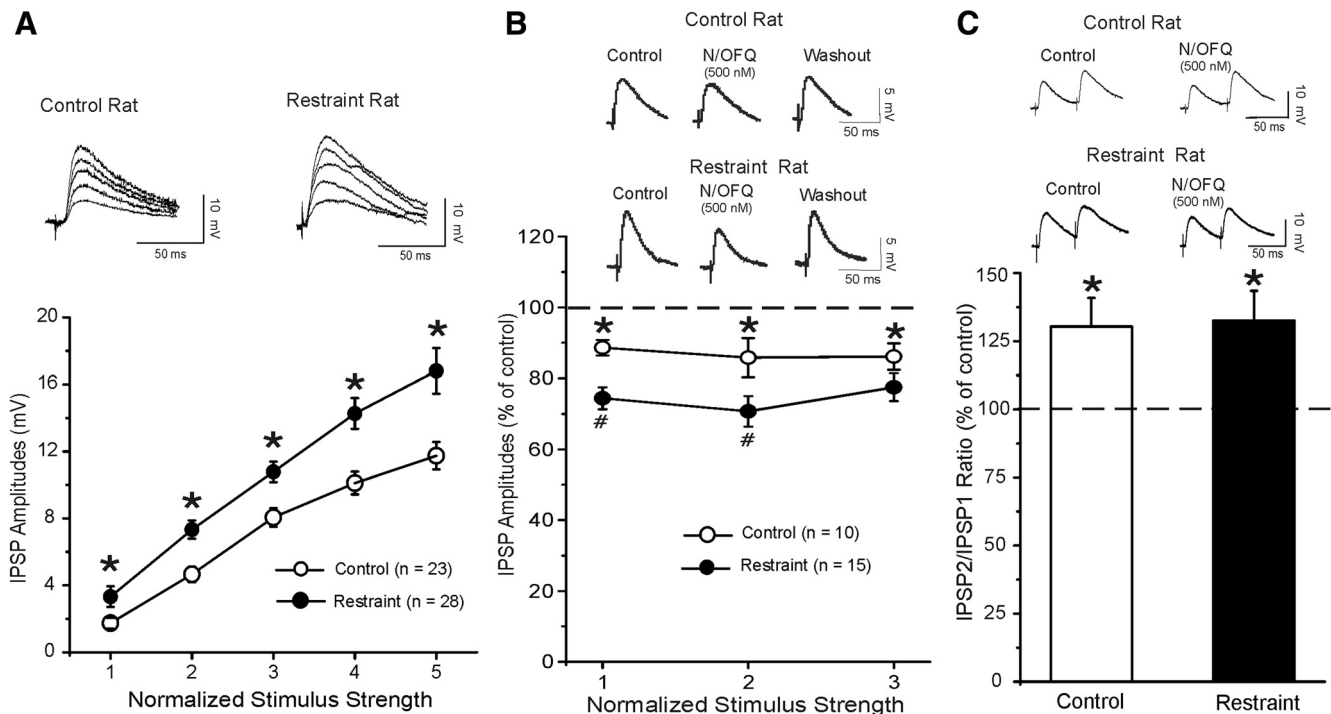 A
Control Rat
Restraint Rat
10 mV
50 ms
10 mV
50 ms
IPSP Amplitudes (mV)
20
16
12
8
4
0
* * * * *
Control (n = 23)
Restraint (n = 28)
1 2 3 4 5
Normalized Stimulus Strength
B
Control Rat
Control N/OFQ Washout
(500 nM)
5 mV
50 ms
Restraint Rat
Control N/OFQ Washout
(500 nM)
5 mV
50 ms
IPSP Amplitudes (% of control)
120
100
80
60
40
20
0
* * *
# #
Control (n = 10)
Restraint (n = 15)
1 2 3
Normalized Stimulus Strength
C
Control Rat
Control N/OFQ
(500 nM)
10 mV
50 ms
Restraint Rat
Control N/OFQ
(500 nM)
10 mV
50 ms
IPSP2/IPSP1 Ratio (% of control)
150
125
100
75
50
25
0
* *
Control Restraint